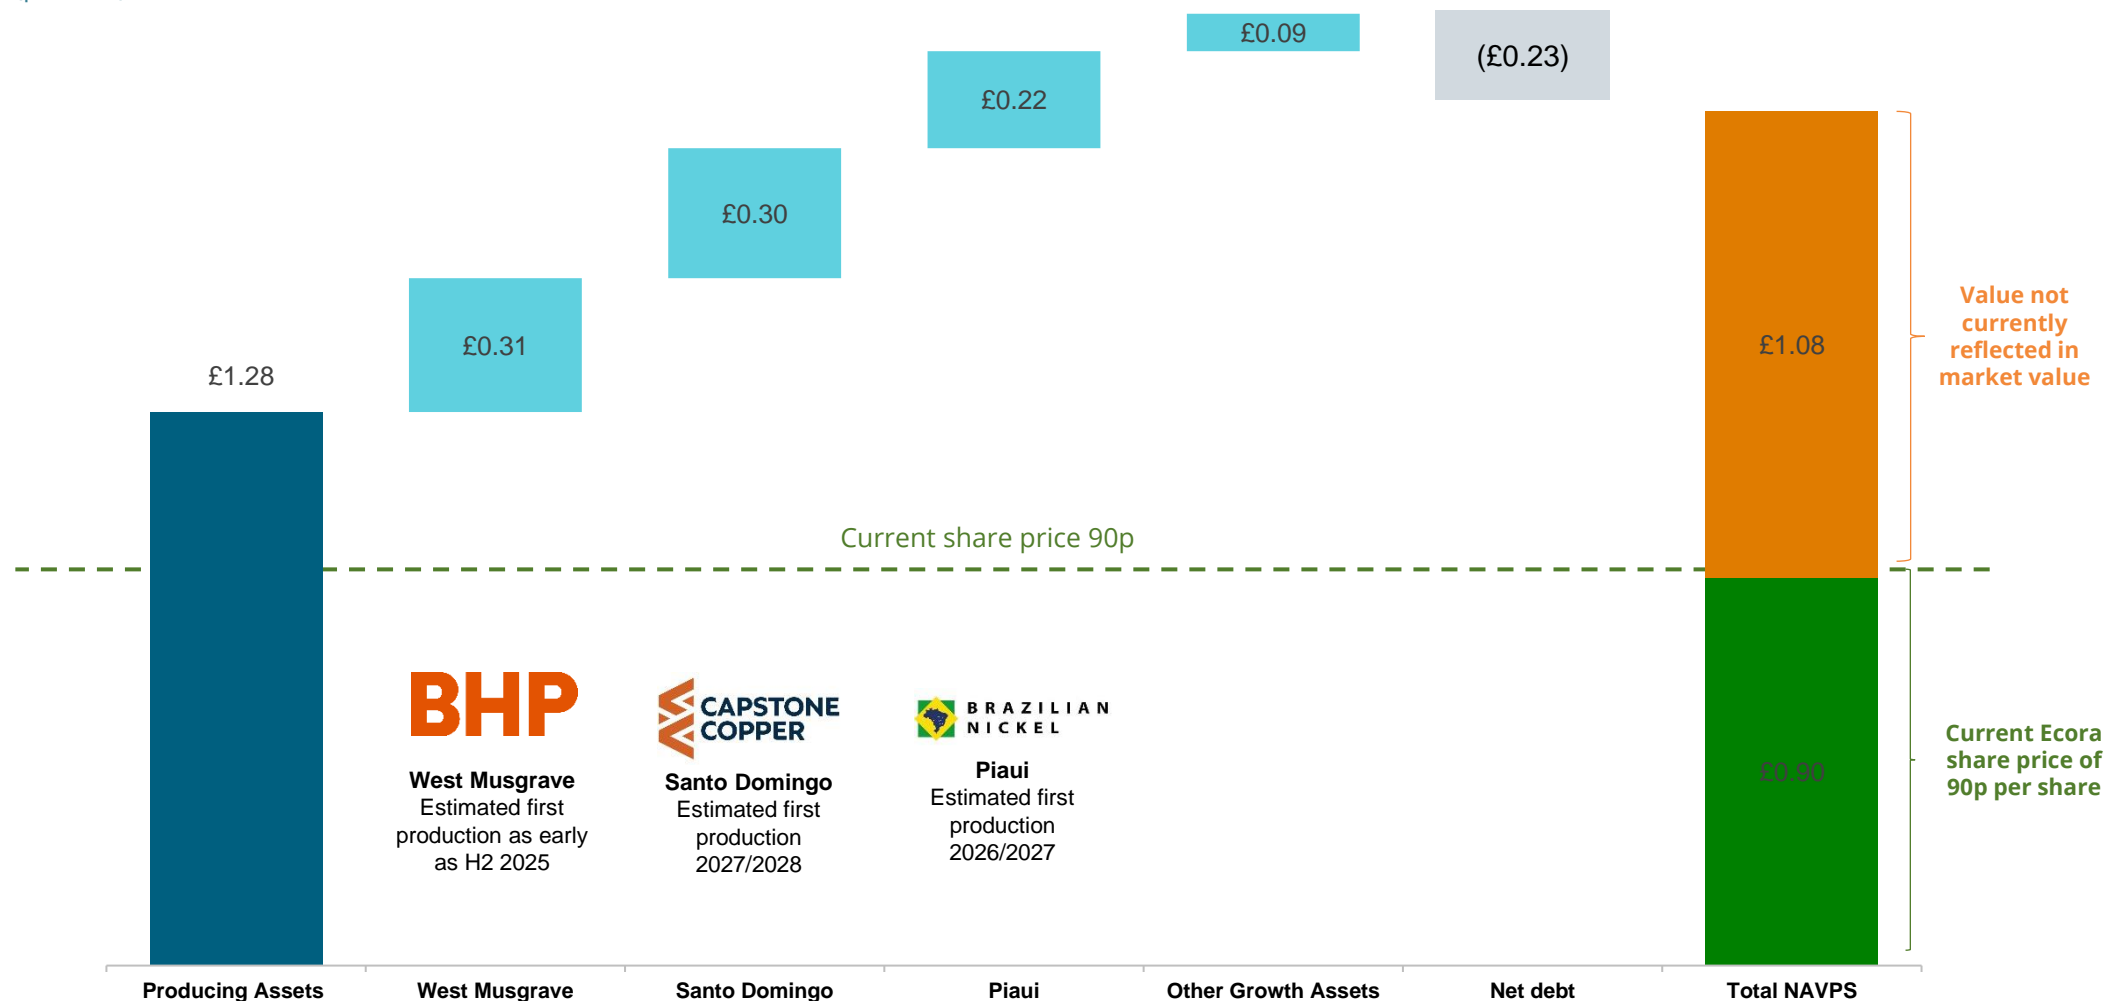 £0.09
(£0.23)
£0.22
£0.30
£0.31
£1.28
£1.08
Value not
currently
reflected in
market value
Current share price 90p
BHP
West Musgrave
Estimated first
production as early
as H2 2025
CAPSTONE
COPPER
Santo Domingo
Estimated first
production
2027/2028
BRAZILIAN
NICKEL
Piaui
Estimated first
production
2026/2027
£0.90
Current Ecora
share price of
90p per share
Producing Assets
West Musgrave
Santo Domingo
Piaui
Other Growth Assets
Net debt
Total NAVPS